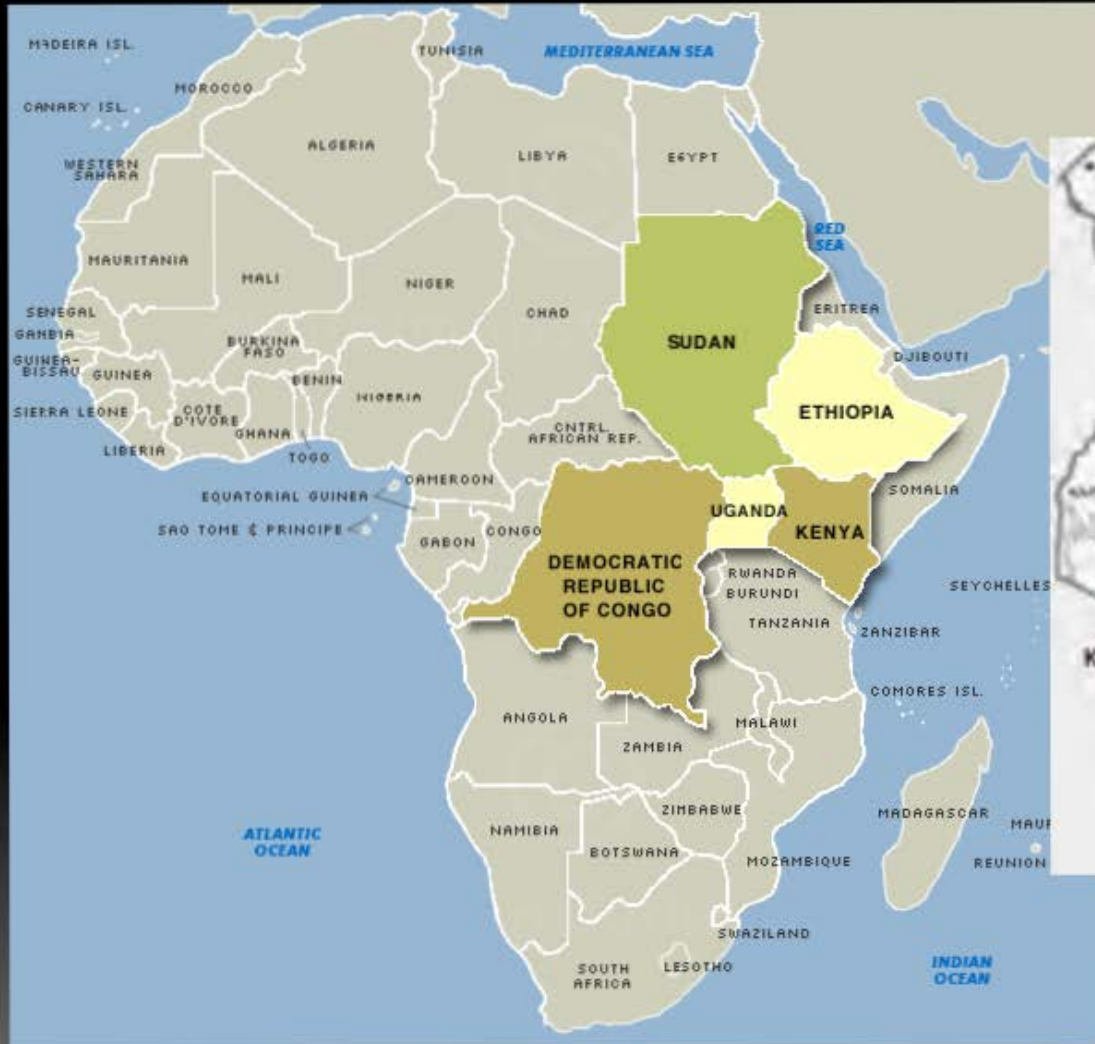 MADEIRA ISL.
TUNISIA
MEDITERRANEAN SEA
MOROCCO
CANARY ISL.
ALGERIA
LIBYA
EGYPT
WESTERN
SAHARA
RED
SEA
MAURITANIA
MALI
NIGER
CHAD
SUDAN
ERITREA
SENEGAL
GAMBIA
GUINEA-
BISSAU
GUINEA
BURKINA
FASO
BENIN
NIGERIA
DJIBOUTI
ETHIOPIA
SIERRA LEONE
COTE
D'IVORE
GHANA
LIBERIA
TOGO
CNTRL.
AFRICAN REP.
CAMEROON
SOMALIA
EQUATORIAL GUINEA
SAO TOME & PRINCIPE
GABON
CONGO
UGANDA
KENYA
DEMOCRATIC
REPUBLIC
OF CONGO
RWANDA
BURUNDI
SEYCHELLES
TANZANIA
ZANZIBAR
K
COMORES ISL.
ANGOLA
MALAWI
ZAMBIA
ZIMBABWE
MADAGASCAR
NAMIBIA
BOTSWANA
MOZAMBIQUE
REUNION
ATLANTIC
OCEAN
SWAZILAND
LESOTHO
SOUTH
AFRICA
INDIAN
OCEAN